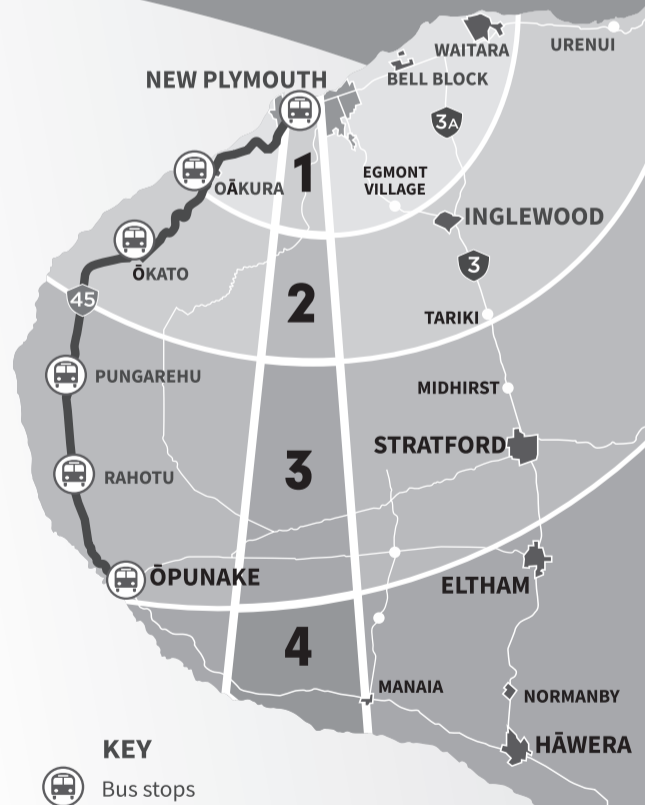 WAITARA
URENUI
NEW PLYMOUTH
BELL BLOCK
3A
1
EGMONT
VILLAGE
OĀKURA
INGLEWOOD
ŌKATO
3
45
2
TARIKI
PUNGAREHU
MIDHIRST
STRATFORD
3
RAHOTU
ŌPUNAKE
ELTHAM
4
MANAIA
NORMANBY
KEY
HĀWERA
Bus stops